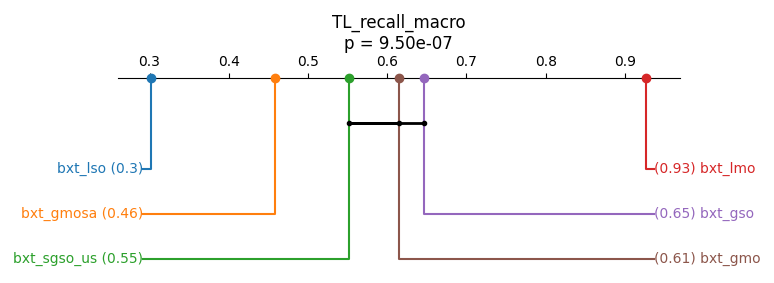 TL_recall_macro
p = 9.50e-07
0.3 0.4 0.5 0.6 0.7 0.8 0.9
bxt_lso (0.3) (0.93) bxt_lmo
bxt_gmosa (0.46) (0.65) bxt_gso
bxt_sgso_us (0.55) (0.61) bxt_gmo